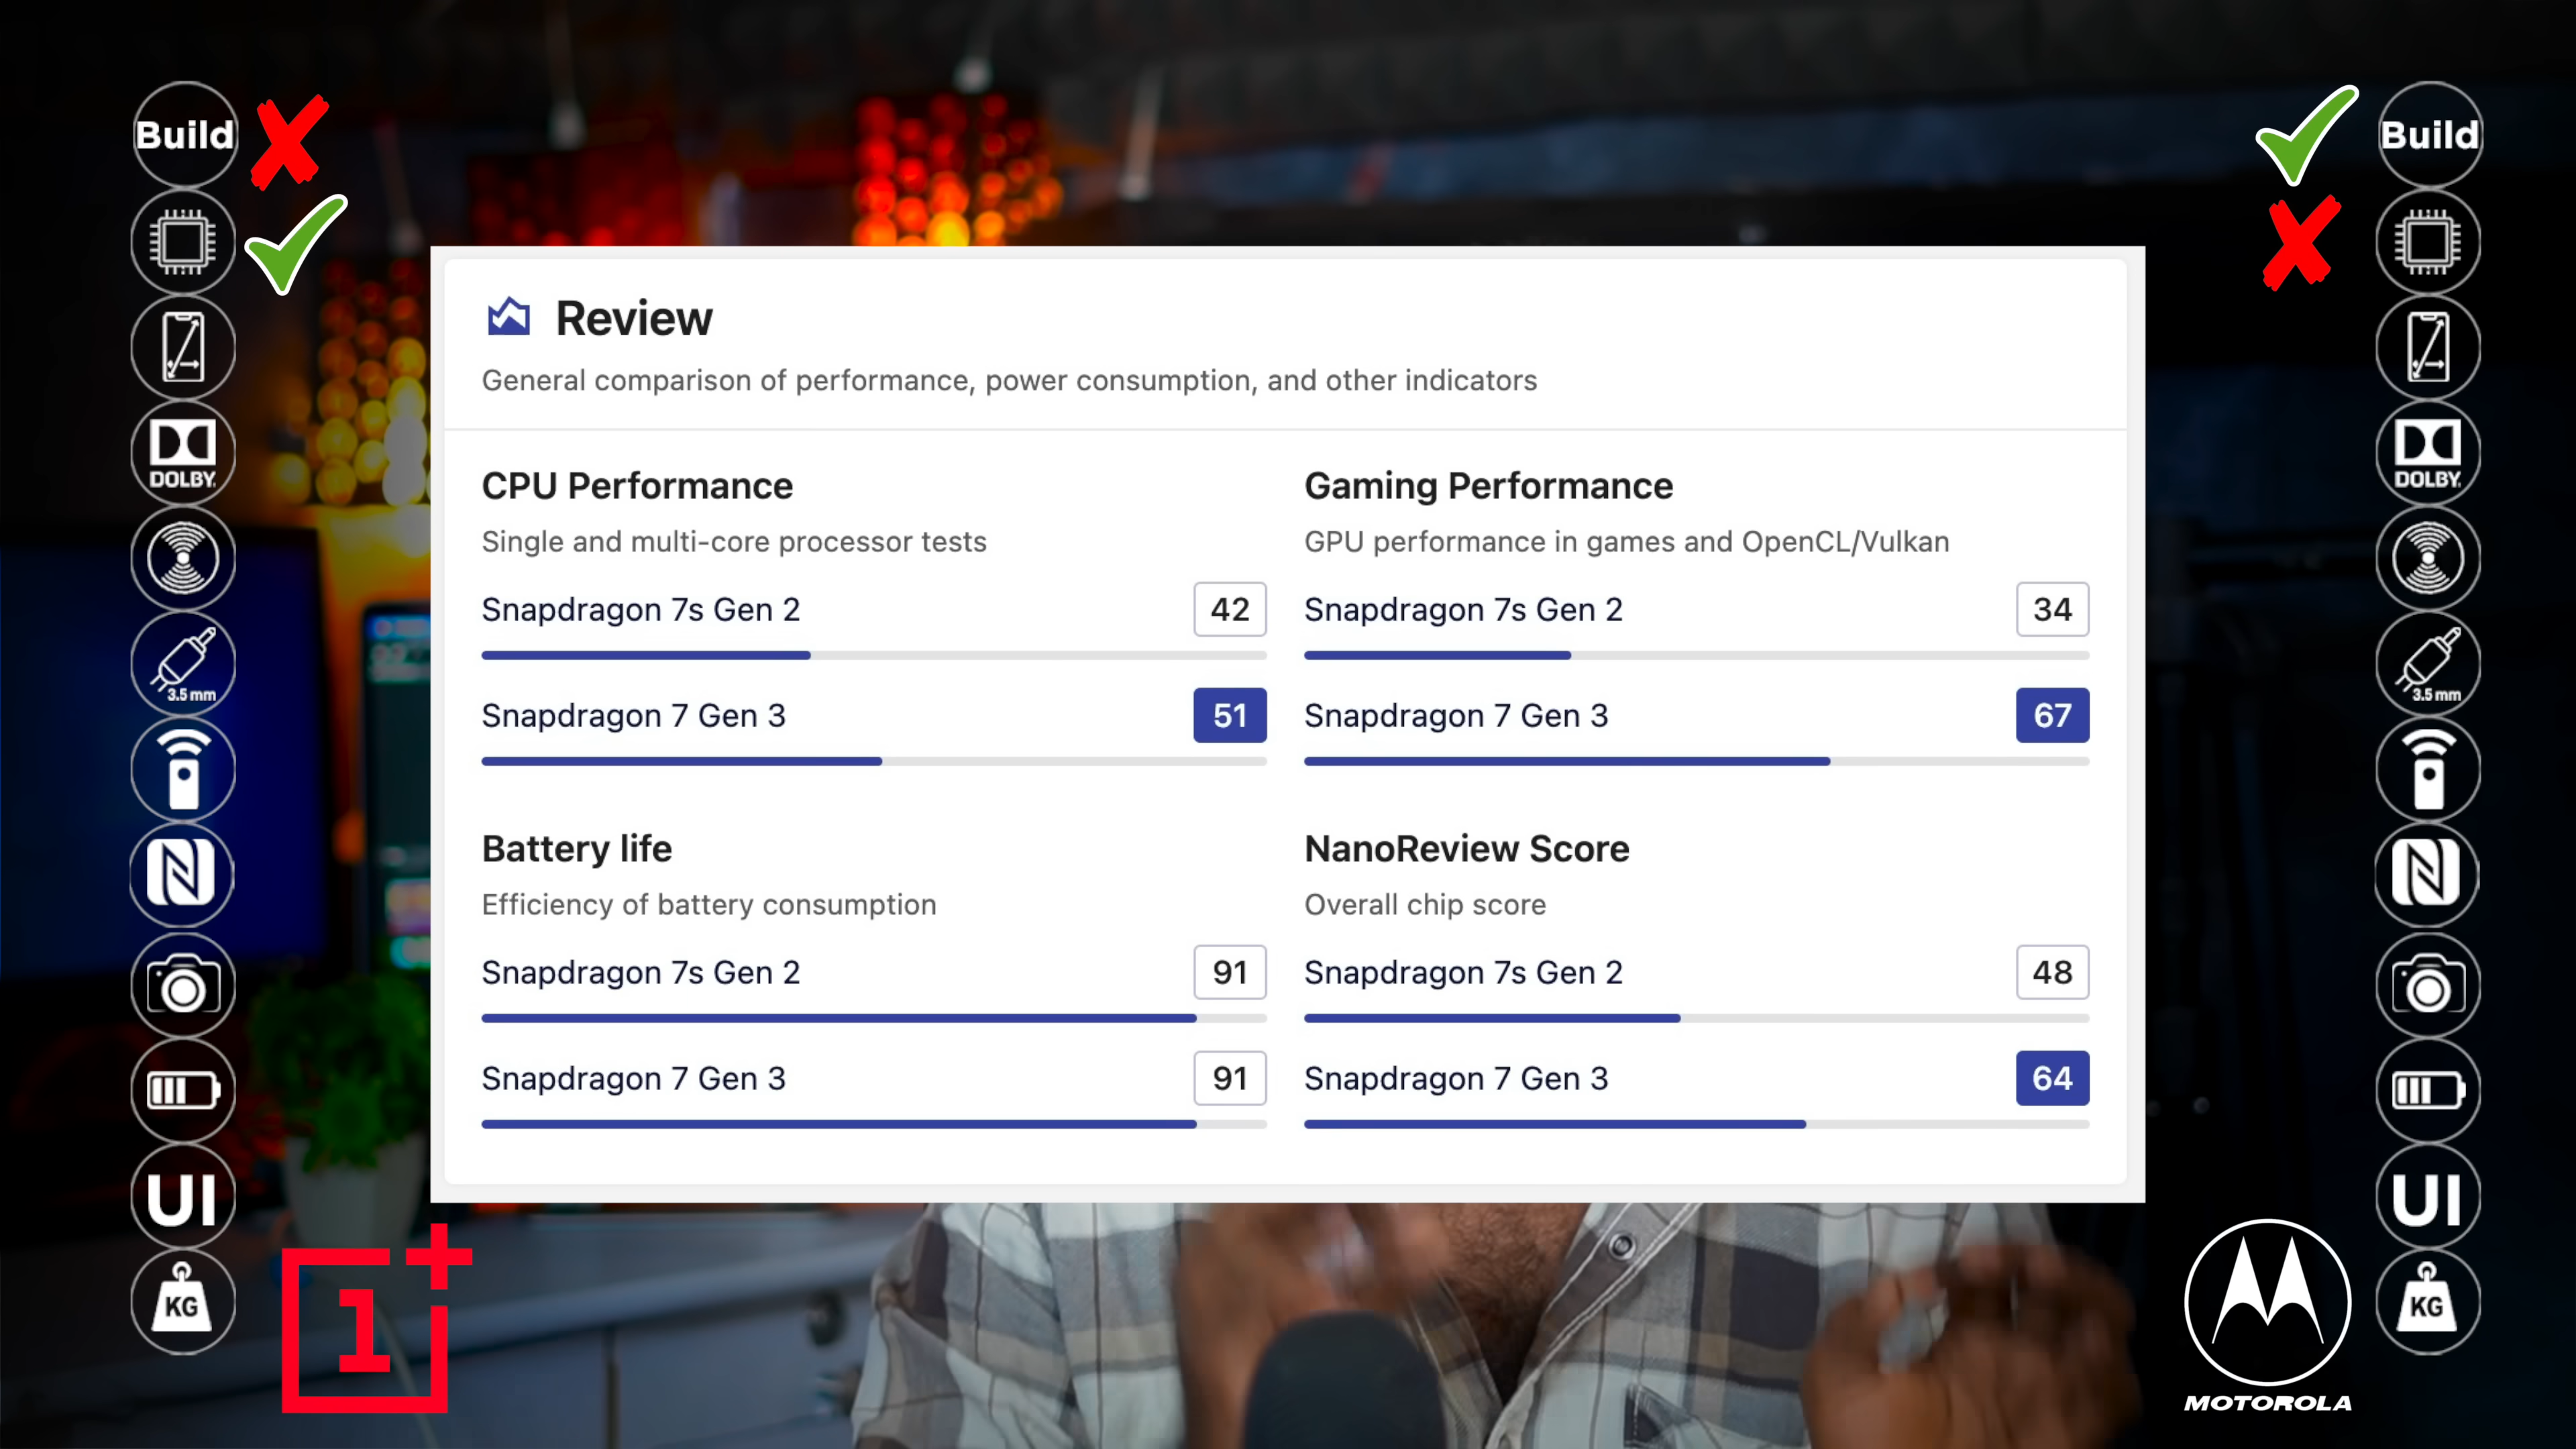 Build
DOLBY.
3.5 mm
UI
KG
1
Review
General comparison of performance, power consumption, and other indicators
CPU Performance
Single and multi-core processor tests
Snapdragon 7s Gen 2 42
Snapdragon 7 Gen 3 51
Gaming Performance
GPU performance in games and OpenCL/Vulkan
Snapdragon 7s Gen 2 34
Snapdragon 7 Gen 3 67
Battery life
Efficiency of battery consumption
Snapdragon 7s Gen 2 91
Snapdragon 7 Gen 3 91
NanoReview Score
Overall chip score
Snapdragon 7s Gen 2 48
Snapdragon 7 Gen 3 64
Build
DOLBY.
3.5 mm
UI
KG
MOTOROLA